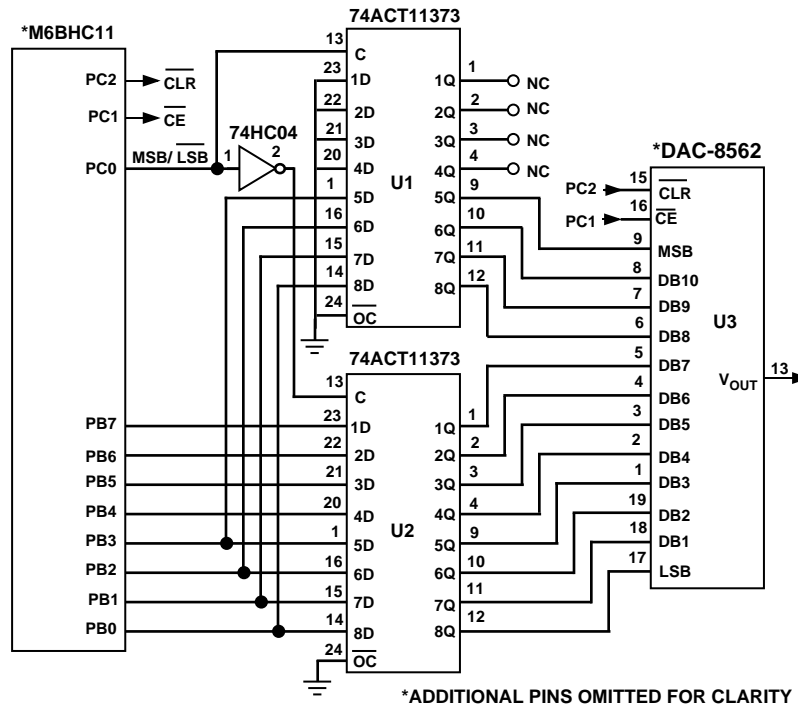 74ACT11373
*M6BHC11
13
C
23
1D
22
2D
21
3D
20
4D
1
5D
16
6D
15
7D
14
8D
24
OC
U1
1
1Q
NC
2
2Q
NC
3
3Q
NC
4
4Q
NC
9
5Q
10
6Q
11
7Q
12
8Q
PC2
CLR
PC1
CE
PC0
MSB/ LSB
1
74HC04
2
*DAC-8562
PC2
15
CLR
PC1
16
CE
9
MSB
8
DB10
7
DB9
6
DB8
5
DB7
4
DB6
3
DB5
2
DB4
1
DB3
19
DB2
18
DB1
17
LSB
U3
VOUT
13
74ACT11373
13
C
PB7
23
1D
PB6
22
2D
PB5
21
3D
PB4
20
4D
PB3
1
5D
PB2
16
6D
PB1
15
7D
PB0
14
8D
24
OC
U2
1
1Q
2
2Q
3
3Q
4
4Q
9
5Q
10
6Q
11
7Q
12
8Q
*ADDITIONAL PINS OMITTED FOR CLARITY